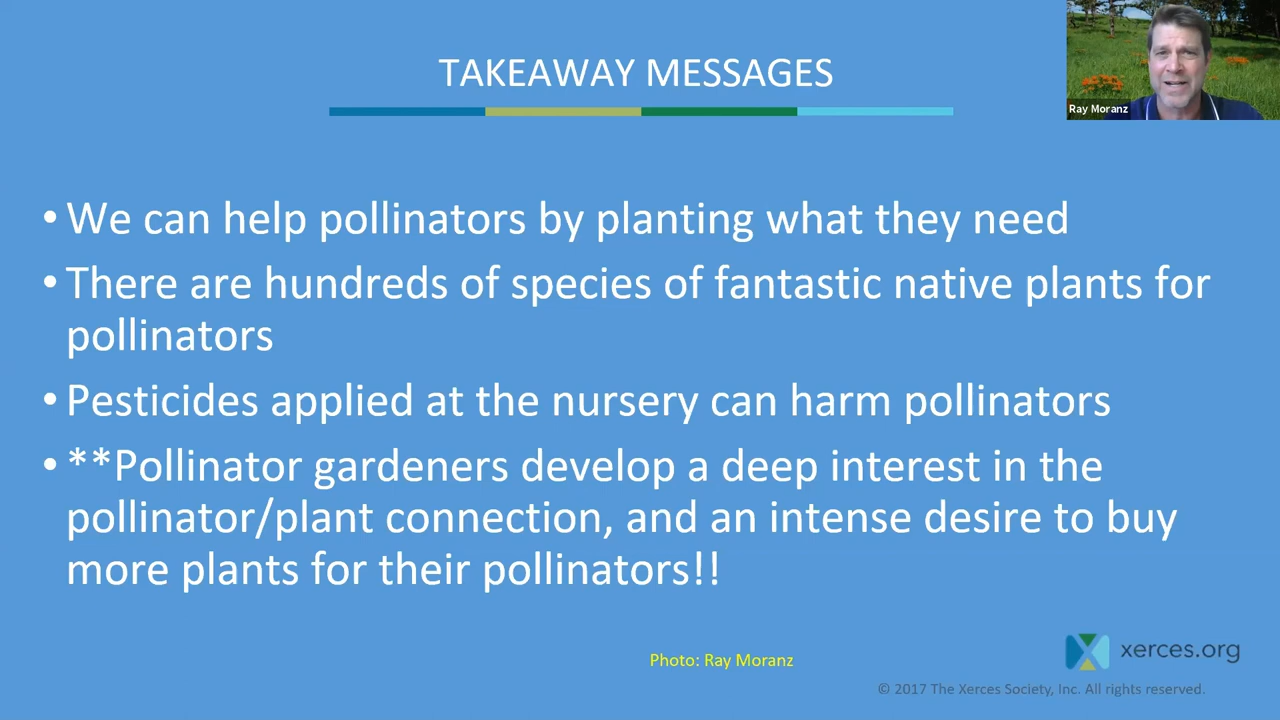 TAKEAWAY MESSAGES
Ray Moranz
• We can help pollinators by planting what they need
• There are hundreds of species of fantastic native plants for
pollinators
• Pesticides applied at the nursery can harm pollinators
• **Pollinator gardeners develop a deep interest in the
pollinator/plant connection, and an intense desire to buy
more plants for their pollinators!!
Photo: Ray Moranz
xerces.org
© 2017 The Xerces Society, Inc. All rights reserved.